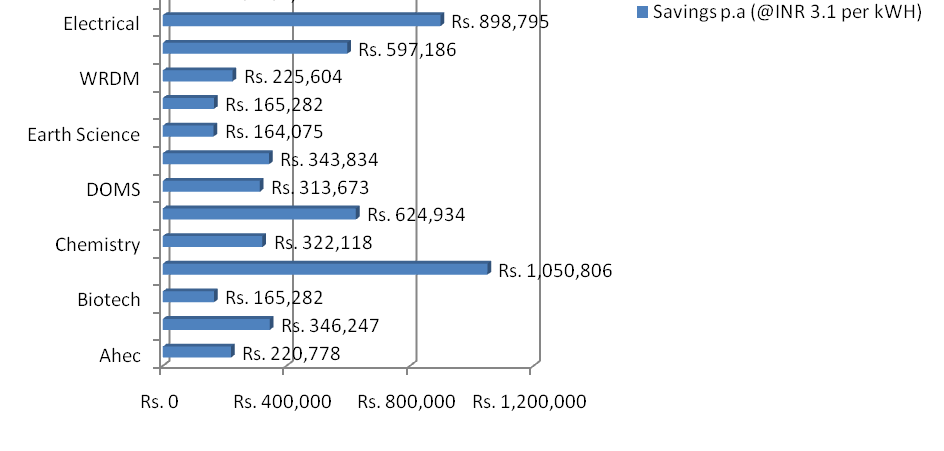 Savings p.a (@INR 3.1 per kWH)
Electrical Rs. 898,795
Rs. 597,186
WRDM Rs. 225,604
Rs. 165,282
Earth Science Rs. 164,075
Rs. 343,834
DOMS Rs. 313,673
Rs. 624,934
Chemistry Rs. 322,118
Rs. 1,050,806
Biotech Rs. 165,282
Rs. 346,247
Ahec Rs. 220,778
Rs. 0 Rs. 400,000 Rs. 800,000 Rs. 1,200,000